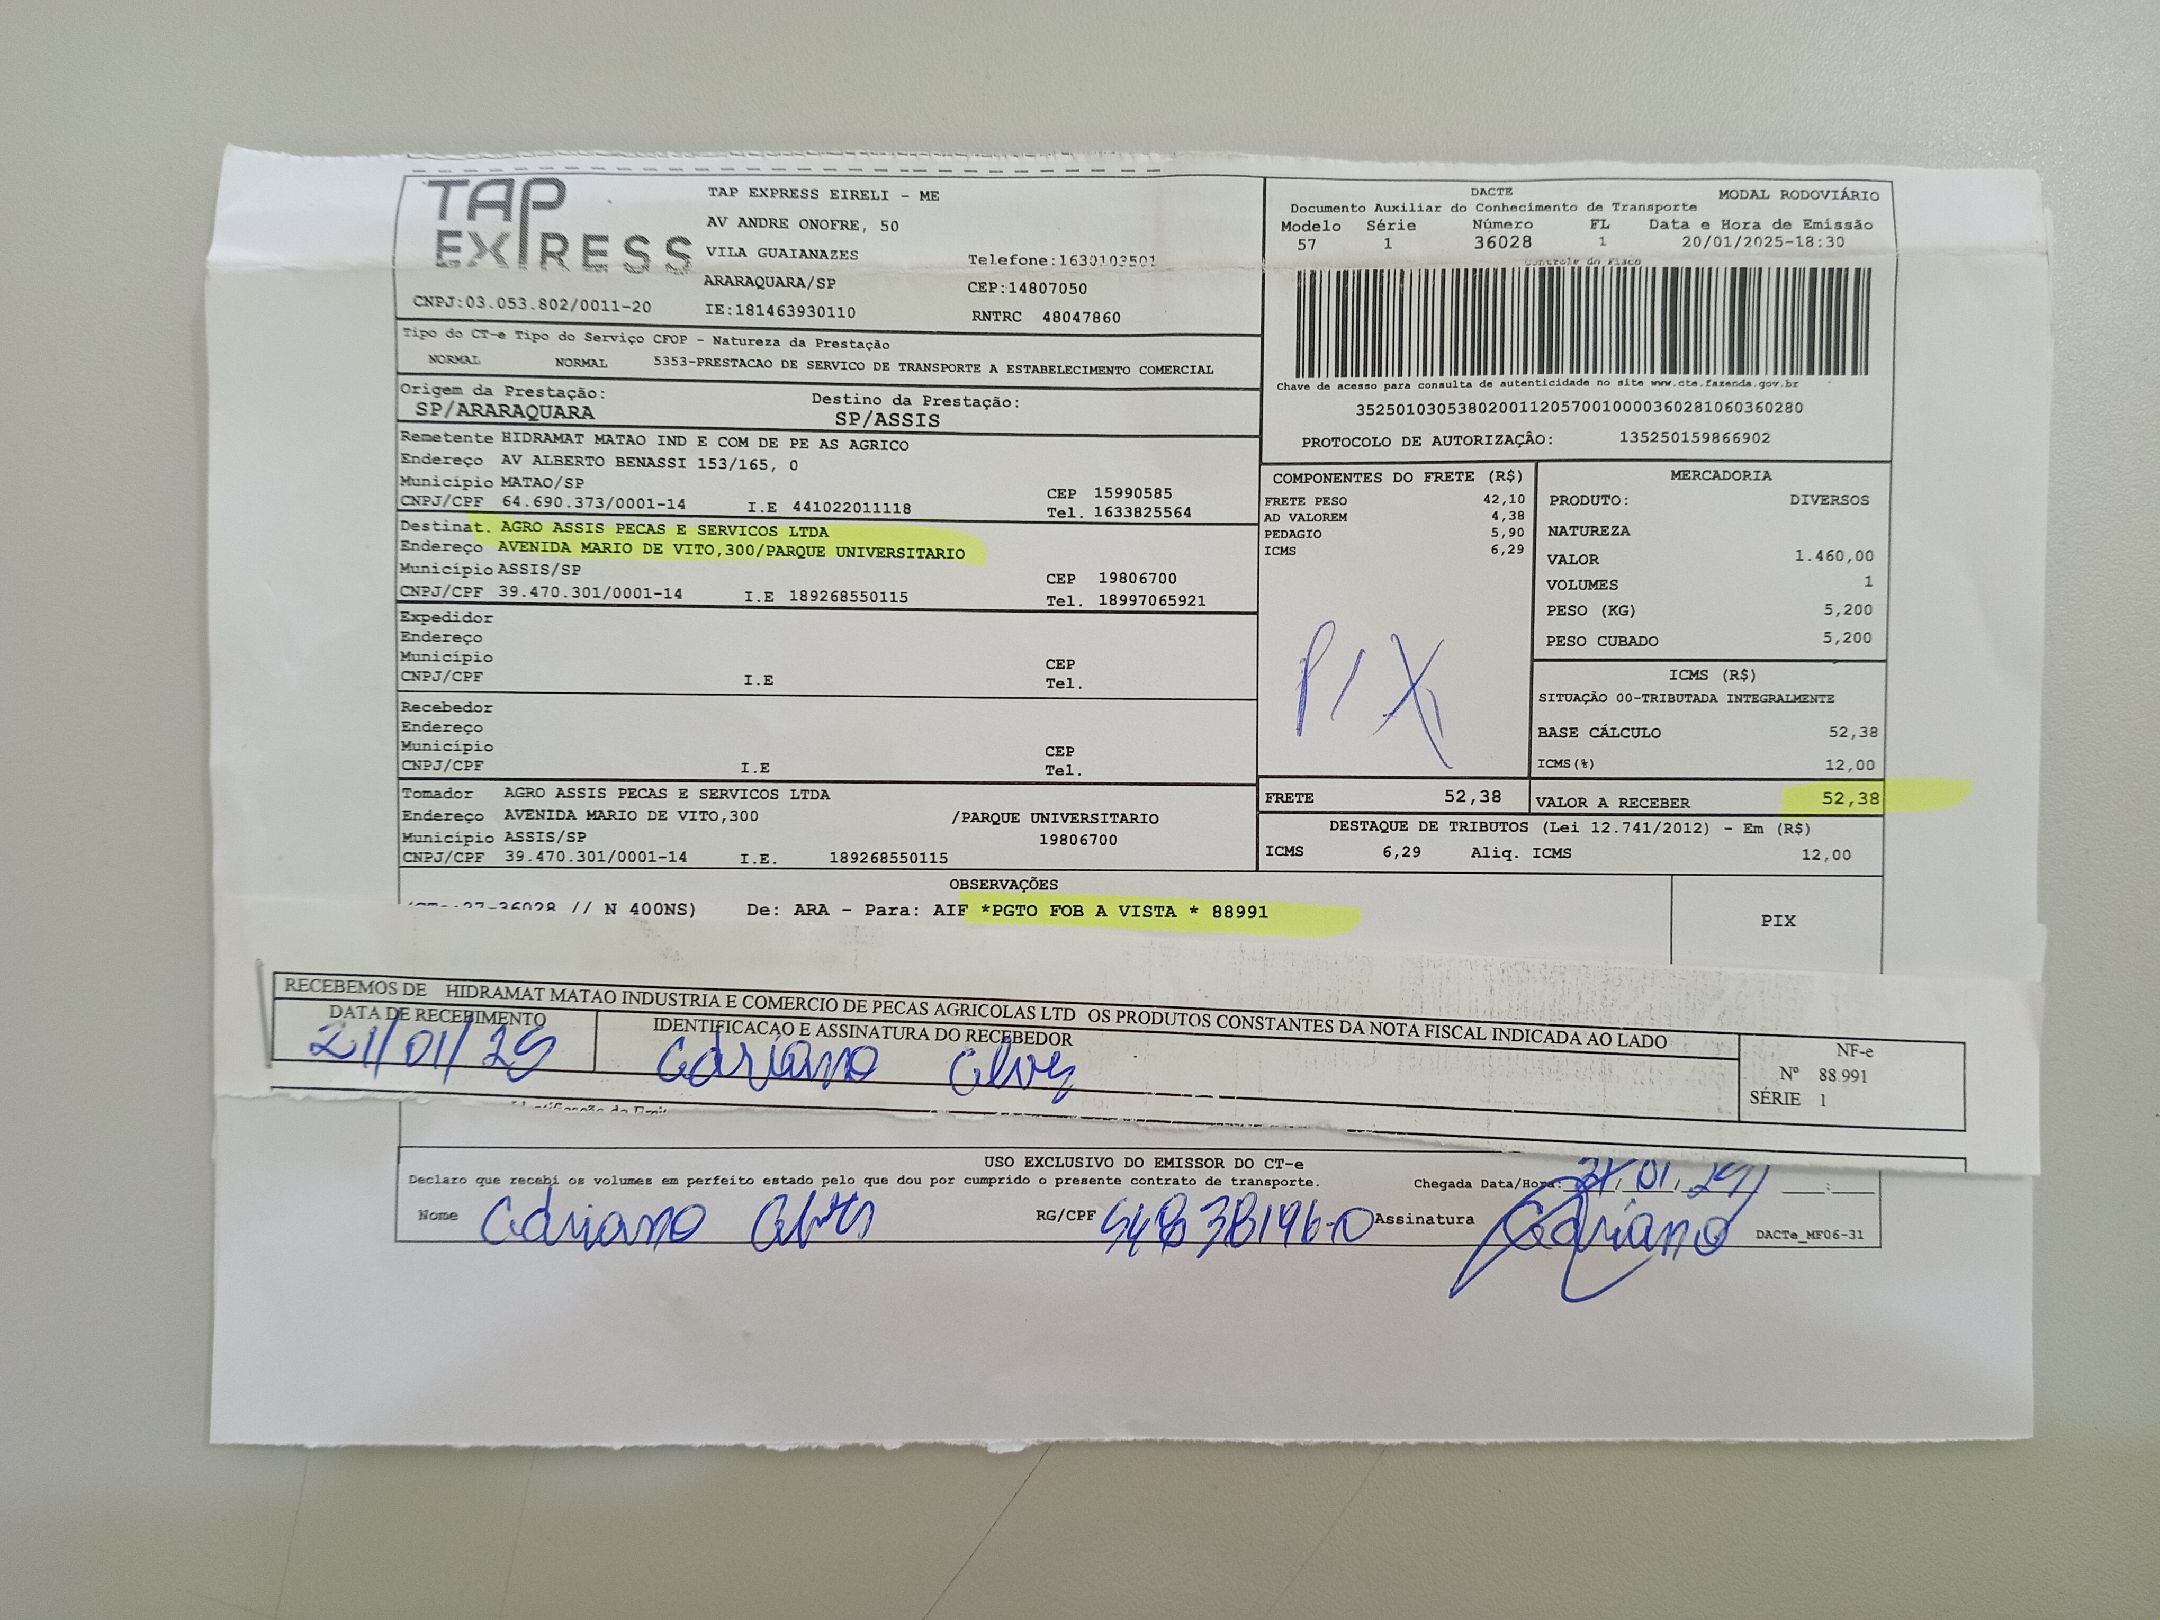 TAP EXPRESS
TAP EXPRESS EIRELI - ME
AV ANDRE ONOFRE, 50
VILA GUAIANAZES
Telefone:1630103501
ARARAQUARA/SP
CEP:14807050
CNPJ:03.053.802/0011-20
IE:181463930110
RNTRC 48047860
DACTE
MODAL RODOVIÁRIO
Documento Auxiliar do Conhecimento de Transporte
Modelo Série Número FL Data e Hora de Emissão
57 1 36028 1 20/01/2025-18:30
Controle do Fisco
Chave de acesso para consulta de autenticidade no site www.cte.fazenda.gov.br
35250103053802001120570010000360281060360280
PROTOCOLO DE AUTORIZAÇÂO: 135250159866902
Tipo do CT-e Tipo do Serviço CFOP - Natureza da Prestação
NORMAL NORMAL 5353-PRESTACAO DE SERVICO DE TRANSPORTE A ESTABELECIMENTO COMERCIAL
Origem da Prestação: Destino da Prestação:
SP/ARARAQUARA SP/ASSIS
Remetente HIDRAMAT MATAO IND E COM DE PE AS AGRICO
Endereço AV ALBERTO BENASSI 153/165, 0
Município MATAO/SP CEP 15990585
CNPJ/CPF 64.690.373/0001-14 I.E 441022011118 Tel. 1633825564
Destinat. AGRO ASSIS PECAS E SERVICOS LTDA
Endereço AVENIDA MARIO DE VITO,300/PARQUE UNIVERSITARIO
Município ASSIS/SP CEP 19806700
CNPJ/CPF 39.470.301/0001-14 I.E 189268550115 Tel. 18997065921
Expedidor
Endereço
Município CEP
CNPJ/CPF I.E Tel.
Recebedor
Endereço
Município CEP
CNPJ/CPF I.E Tel.
Tomador AGRO ASSIS PECAS E SERVICOS LTDA
Endereço AVENIDA MARIO DE VITO,300 /PARQUE UNIVERSITARIO
Município ASSIS/SP 19806700
CNPJ/CPF 39.470.301/0001-14 I.E. 189268550115
COMPONENTES DO FRETE (R$)
FRETE PESO 42,10
AD VALOREM 4,38
PEDAGIO 5,90
ICMS 6,29
PIX
FRETE 52,38
MERCADORIA
PRODUTO: DIVERSOS
NATUREZA
VALOR 1.460,00
VOLUMES 1
PESO (KG) 5,200
PESO CUBADO 5,200
ICMS (R$)
SITUAÇÃO 00-TRIBUTADA INTEGRALMENTE
BASE CÁLCULO 52,38
ICMS(%) 12,00
VALOR A RECEBER 52,38
DESTAQUE DE TRIBUTOS (Lei 12.741/2012) - Em (R$)
ICMS 6,29 Aliq. ICMS 12,00
OBSERVAÇÕES
27-36028 // N 400NS) De: ARA - Para: AIF *PGTO FOB A VISTA * 88991
PIX
RECEBEMOS DE HIDRAMAT MATAO INDUSTRIA E COMERCIO DE PECAS AGRICOLAS LTD OS PRODUTOS CONSTANTES DA NOTA FISCAL INDICADA AO LADO
DATA DE RECEBIMENTO IDENTIFICACAO E ASSINATURA DO RECEBEDOR
21/01/25 Adriano Alves
NF-e
Nº 88.991
SÉRIE 1
USO EXCLUSIVO DO EMISSOR DO CT-e
Declaro que recebi os volumes em perfeito estado pelo que dou por cumprido o presente contrato de transporte. Chegada Data/Hora:
Nome Adriano Alves RG/CPF Assinatura Adriano
DACTe_MF06-31